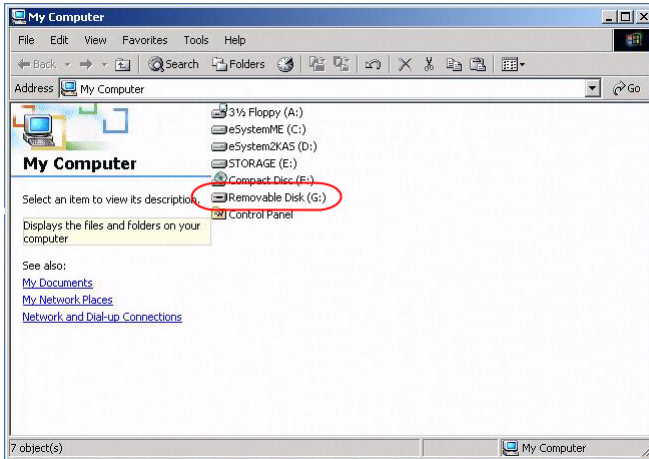 My Computer
File Edit View Favorites Tools Help
Back Search Folders
Address My Computer Go
3½ Floppy (A:)
eSystemME (C:)
eSystem2KAS (D:)
STORAGE (E:)
Compact Disc (F:)
Removable Disk (G:)
Control Panel
My Computer
Select an item to view its description.
Displays the files and folders on your
computer
See also:
My Documents
My Network Places
Network and Dial-up Connections
7 object(s) My Computer